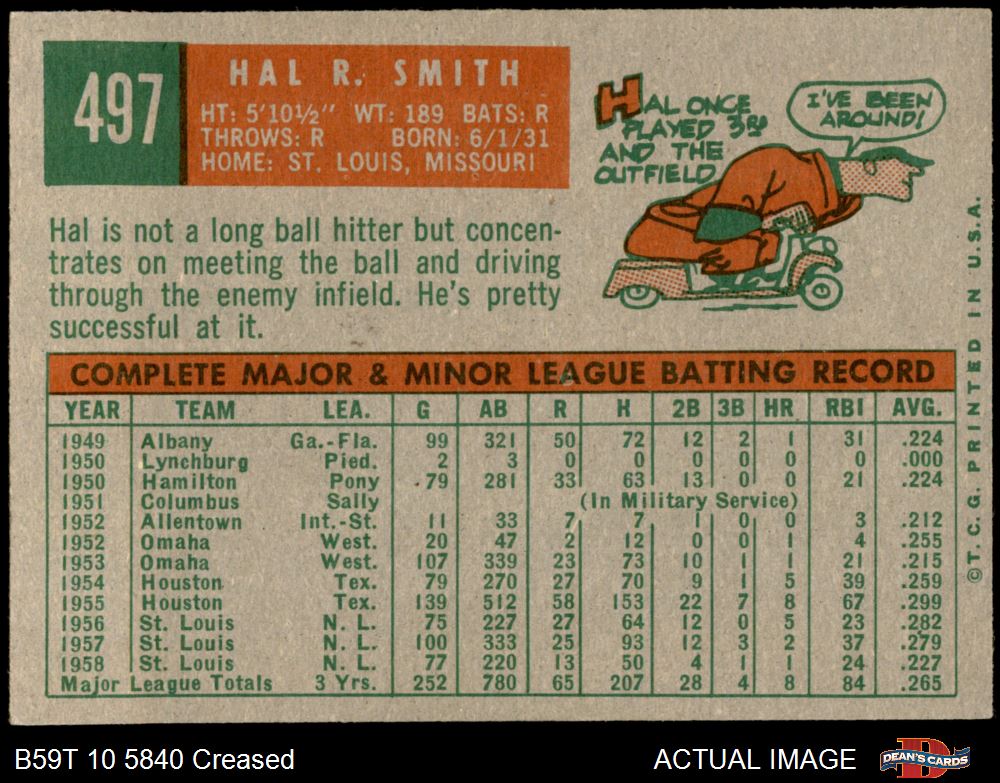 497
HAL R. SMITH
HT: 5'10½" WT: 189 BATS: R
THROWS: R BORN: 6/1/31
HOME: ST. LOUIS, MISSOURI
HAL ONCE
PLAYED 3RD
AND THE
OUTFIELD
I'VE BEEN
AROUND!
Hal is not a long ball hitter but concen-
trates on meeting the ball and driving
through the enemy infield. He's pretty
successful at it.
COMPLETE MAJOR & MINOR LEAGUE BATTING RECORD
YEAR TEAM LEA. G AB R H 2B 3B HR RBI AVG.
1949 Albany Ga.-Fla. 99 321 50 72 12 2 1 31 .224
1950 Lynchburg Pied. 2 3 0 0 0 0 0 0 .000
1950 Hamilton Pony 79 281 33 63 13 0 0 21 .224
1951 Columbus Sally (In Military Service)
1952 Allentown Int.-St. 11 33 7 7 1 0 0 3 .212
1952 Omaha West. 20 47 2 12 0 0 1 4 .255
1953 Omaha West. 107 339 23 73 10 1 1 21 .215
1954 Houston Tex. 79 270 27 70 9 1 5 39 .259
1955 Houston Tex. 139 512 58 153 22 7 8 67 .299
1956 St. Louis N. L. 75 227 27 64 12 0 5 23 .282
1957 St. Louis N. L. 100 333 25 93 12 3 2 37 .279
1958 St. Louis N. L. 77 220 13 50 4 1 1 24 .227
Major League Totals 3 Yrs. 252 780 65 207 28 4 8 84 .265
©T. C. G. PRINTED IN U.S.A.
B59T 10 5840 Creased
ACTUAL IMAGE
DEAN'S CARDS